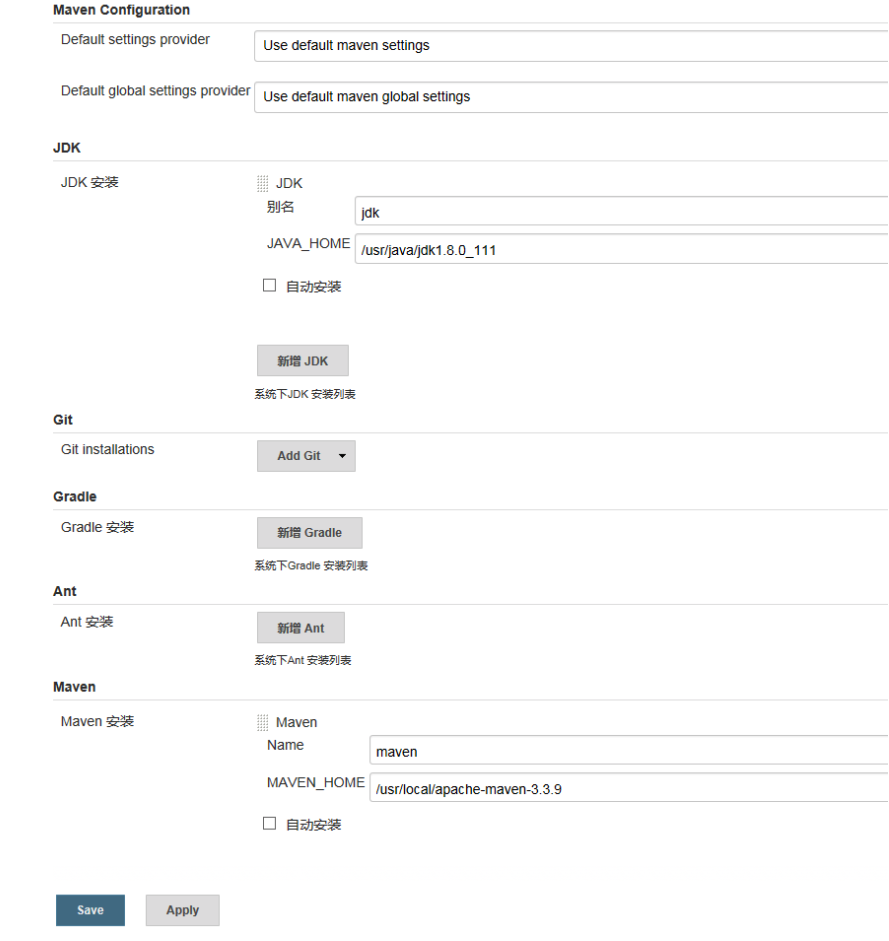 Maven Configuration
Default settings provider
Use default maven settings
Default global settings provider
Use default maven global settings
JDK
JDK 安装
JDK
别名
jdk
JAVA_HOME
/usr/java/jdk1.8.0_111
自动安装
新增 JDK
系统下JDK 安装列表
Git
Git installations
Add Git
Gradle
Gradle 安装
新增 Gradle
系统下Gradle 安装列表
Ant
Ant 安装
新增 Ant
系统下Ant 安装列表
Maven
Maven 安装
Maven
Name
maven
MAVEN_HOME
/usr/local/apache-maven-3.3.9
自动安装
Save
Apply